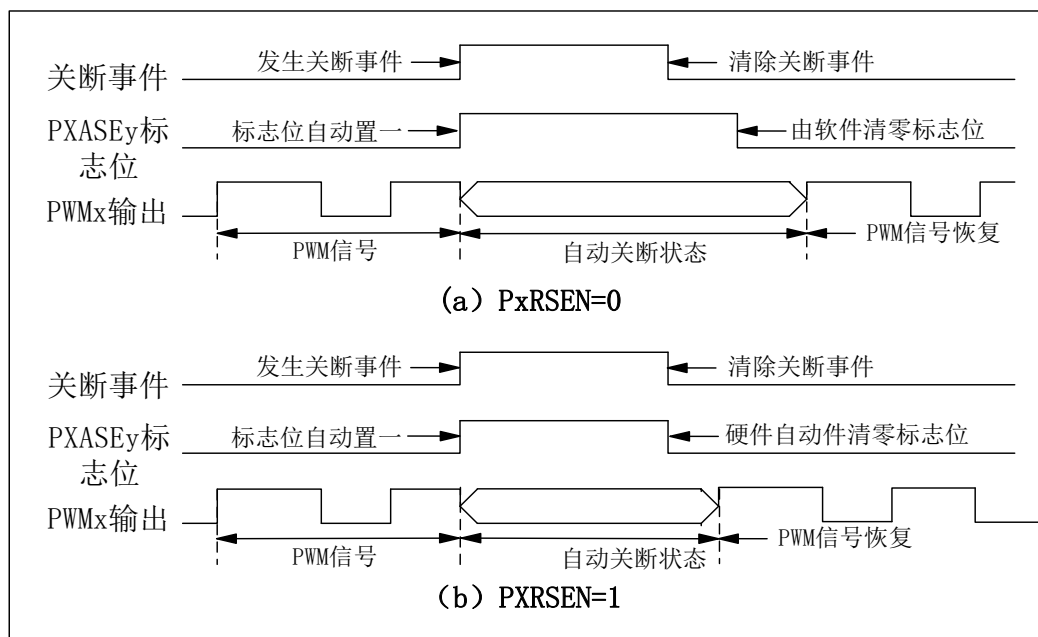 关断事件
发生关断事件
清除关断事件
PXASEy标
志位
标志位自动置一
由软件清零标志位
PWMx输出
PWM信号
自动关断状态
PWM信号恢复
(a) PxRSEN=0
关断事件
发生关断事件
清除关断事件
PXASEy标
志位
标志位自动置一
硬件自动件清零标志位
PWMx输出
PWM信号
自动关断状态
PWM信号恢复
(b) PXRSEN=1